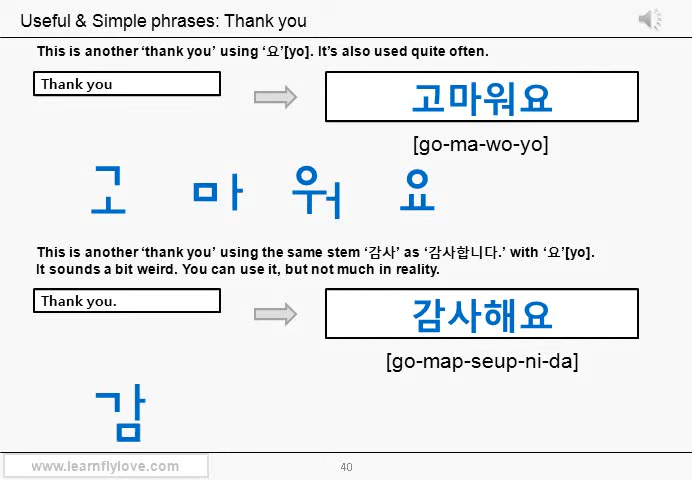 Useful & Simple phrases: Thank you
This is another ‘thank you’ using ‘요’[yo]. It’s also used quite often.
Thank you
고마워요
[go-ma-wo-yo]
고 마 워 요
This is another ‘thank you’ using the same stem ‘감사’ as ‘감사합니다.’ with ‘요’[yo].
It sounds a bit weird. You can use it, but not much in reality.
Thank you.
감사해요
[go-map-seup-ni-da]
감
www.learnflylove.com
40